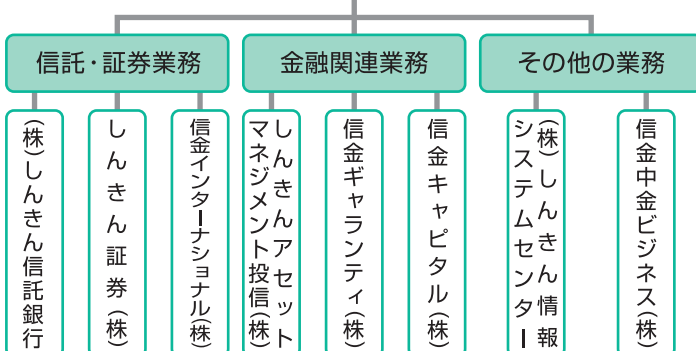 信託・証券業務
金融関連業務
その他の業務
(株)しんきん信託銀行
しんきん証券(株)
信金インターナショナル(株)
しんきんアセット
マネジメント投信(株)
信金ギャランティ(株)
信金キャピタル(株)
(株)しんきん情報
システムセンター
信金中金ビジネス(株)